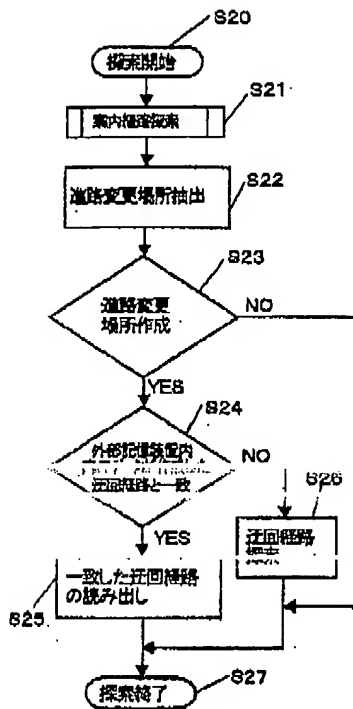 S20
探索開始
S21
案内経路探索
S22
進路変更場所抽出
S23
進路変更
場所作成
NO
YES
S24
外部記憶装置内
迂回経路と一致
NO
S26
迂回経路
探索
YES
一致した迂回経路
の読み出し
S25
S27
探索終了